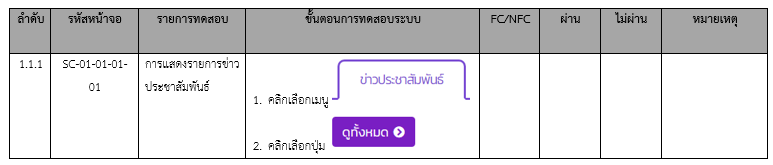 ลำดับ รหัสหน้าจอ รายการทดสอบ ขั้นตอนการทดสอบระบบ FC/NFC ผ่าน ไม่ผ่าน หมายเหตุ
1.1.1 SC-01-01-01-01 การแสดงรายการข่าว
ประชาสัมพันธ์
1. คลิกเลือกเมนู ข่าวประชาสัมพันธ์
2. คลิกเลือกปุ่ม ดูทั้งหมด